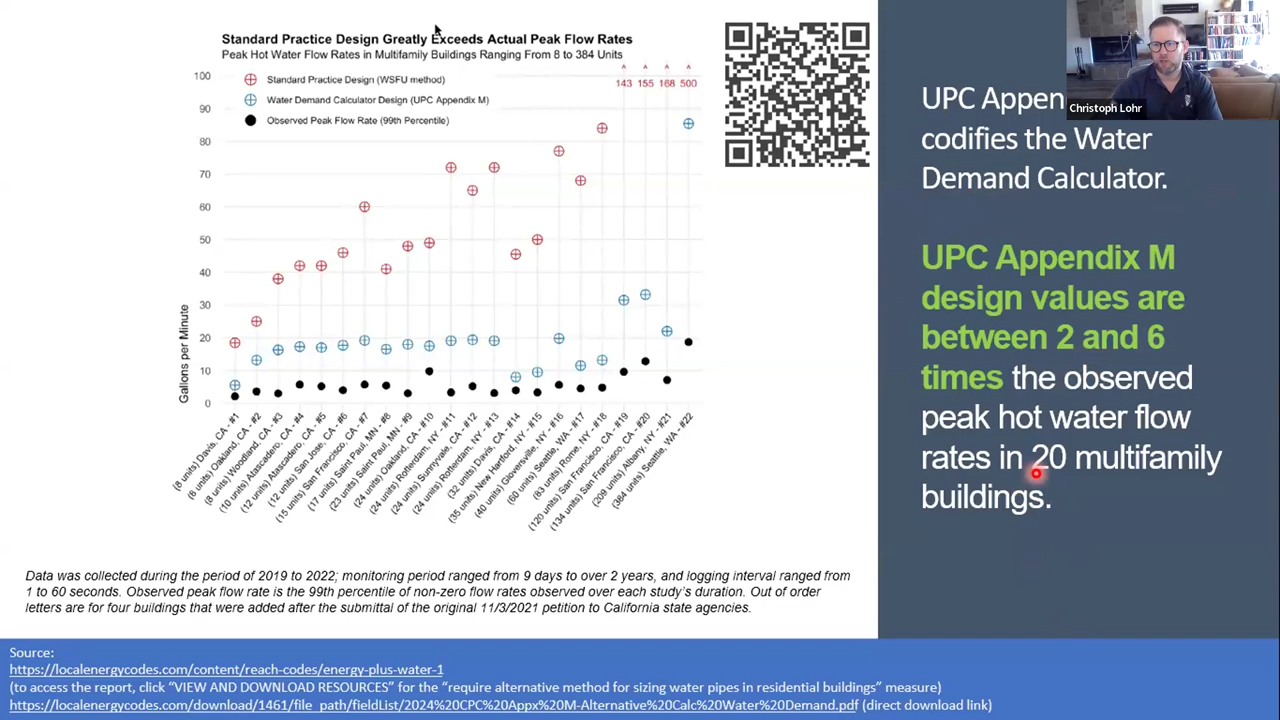 Standard Practice Design Greatly Exceeds Actual Peak Flow Rates
Peak Hot Water Flow Rates in Multifamily Buildings Ranging From 8 to 384 Units
Standard Practice Design (WSFU method)
Water Demand Calculator Design (UPC Appendix M)
Observed Peak Flow Rate (99th Percentile)
143 155 168 500
100
90
80
70
60
50
40
30
20
10
0
Gallons per Minute
(8 units) Davis, CA - #1
(8 units) Oakland, CA - #2
(8 units) Woodland, CA - #3
(10 units) Atascadero, CA - #4
(12 units) Atascadero, CA - #5
(12 units) San Jose, CA - #6
(15 units) San Francisco, CA - #7
(17 units) Saint Paul, MN - #8
(23 units) Saint Paul, MN - #9
(24 units) Oakland, CA - #10
(24 units) Rotterdam, NY - #11
(24 units) Sunnyvale, CA - #12
(24 units) Rotterdam, NY - #13
(32 units) Davis, CA - #14
(35 units) New Hartford, NY - #15
(40 units) Gloversville, NY - #16
(60 units) Seattle, WA - #17
(83 units) Rome, NY - #18
(120 units) San Francisco, CA - #19
(134 units) San Francisco, CA - #20
(209 units) Albany, NY - #21
(384 units) Seattle, WA - #22
Data was collected during the period of 2019 to 2022; monitoring period ranged from 9 days to over 2 years, and logging interval ranged from
1 to 60 seconds. Observed peak flow rate is the 99th percentile of non-zero flow rates observed over each study's duration. Out of order
letters are for four buildings that were added after the submittal of the original 11/3/2021 petition to California state agencies.
Christoph Lohr
UPC Appen
codifies the Water
Demand Calculator.
UPC Appendix M
design values are
between 2 and 6
times the observed
peak hot water flow
rates in 20 multifamily
buildings.
Source:
https://localenergycodes.com/content/reach-codes/energy-plus-water-1
(to access the report, click “VIEW AND DOWNLOAD RESOURCES” for the “require alternative method for sizing water pipes in residential buildings” measure)
https://localenergycodes.com/download/1461/file_path/fieldList/2024%20CPC%20Appx%20M-Alternative%20Calc%20Water%20Demand.pdf (direct download link)